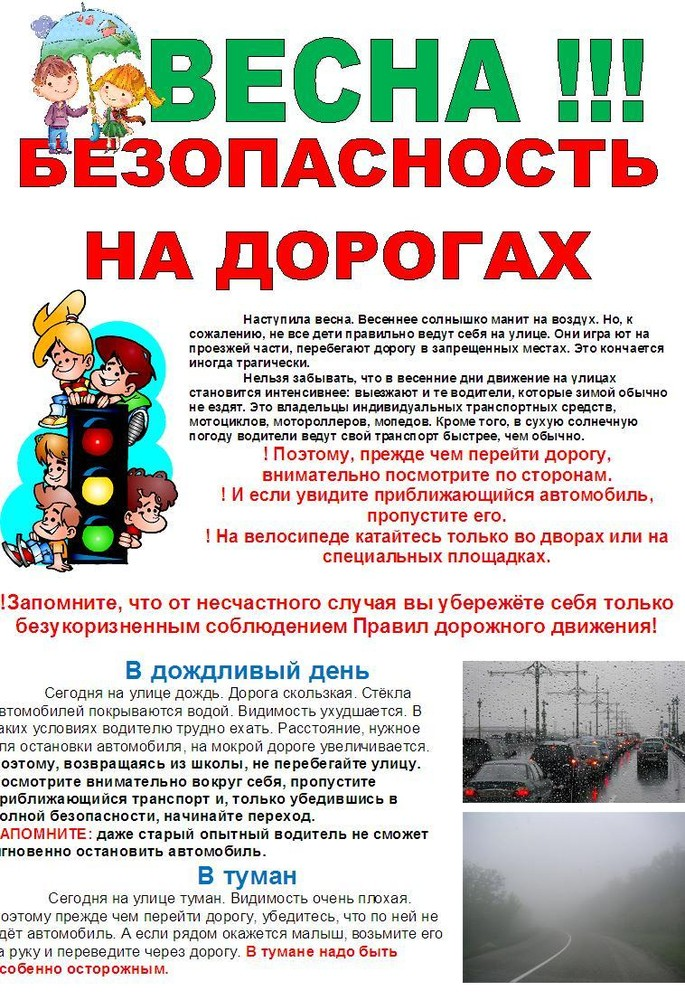 ВЕСНА !!!
БЕЗОПАСНОСТЬ
НА ДОРОГАХ
Наступила весна. Весеннее солнышко манит на воздух. Но, к
сожалению, не все дети правильно ведут себя на улице. Они игра ют на
проезжей части, перебегают дорогу в запрещенных местах. Это кончается
иногда трагически.
Нельзя забывать, что в весенние дни движение на улицах
становится интенсивнее: выезжают и те водители, которые зимой обычно
не ездят. Это владельцы индивидуальных транспортных средств,
мотоциклов, мотороллеров, мопедов. Кроме того, в сухую солнечную
погоду водители ведут свой транспорт быстрее, чем обычно.
! Поэтому, прежде чем перейти дорогу,
внимательно посмотрите по сторонам.
! И если увидите приближающийся автомобиль,
пропустите его.
! На велосипеде катайтесь только во дворах или на
специальных площадках.
!Запомните, что от несчастного случая вы убережёте себя только
безукоризненным соблюдением Правил дорожного движения!
В дождливый день
Сегодня на улице дождь. Дорога скользкая. Стёкла
втомобилей покрываются водой. Видимость ухудшается. В
аких условиях водителю трудно ехать. Расстояние, нужное
ля остановки автомобиля, на мокрой дороге увеличивается.
оэтому, возвращаясь из школы, не перебегайте улицу.
осмотрите внимательно вокруг себя, пропустите
риближающийся транспорт и, только убедившись в
олной безопасности, начинайте переход.
АПОМНИТЕ: даже старый опытный водитель не сможет
гновенно остановить автомобиль.
В туман
Сегодня на улице туман. Видимость очень плохая.
оэтому прежде чем перейти дорогу, убедитесь, что по ней не
дёт автомобиль. А если рядом окажется малыш, возьмите его
а руку и переведите через дорогу. В тумане надо быть
собенно осторожным.